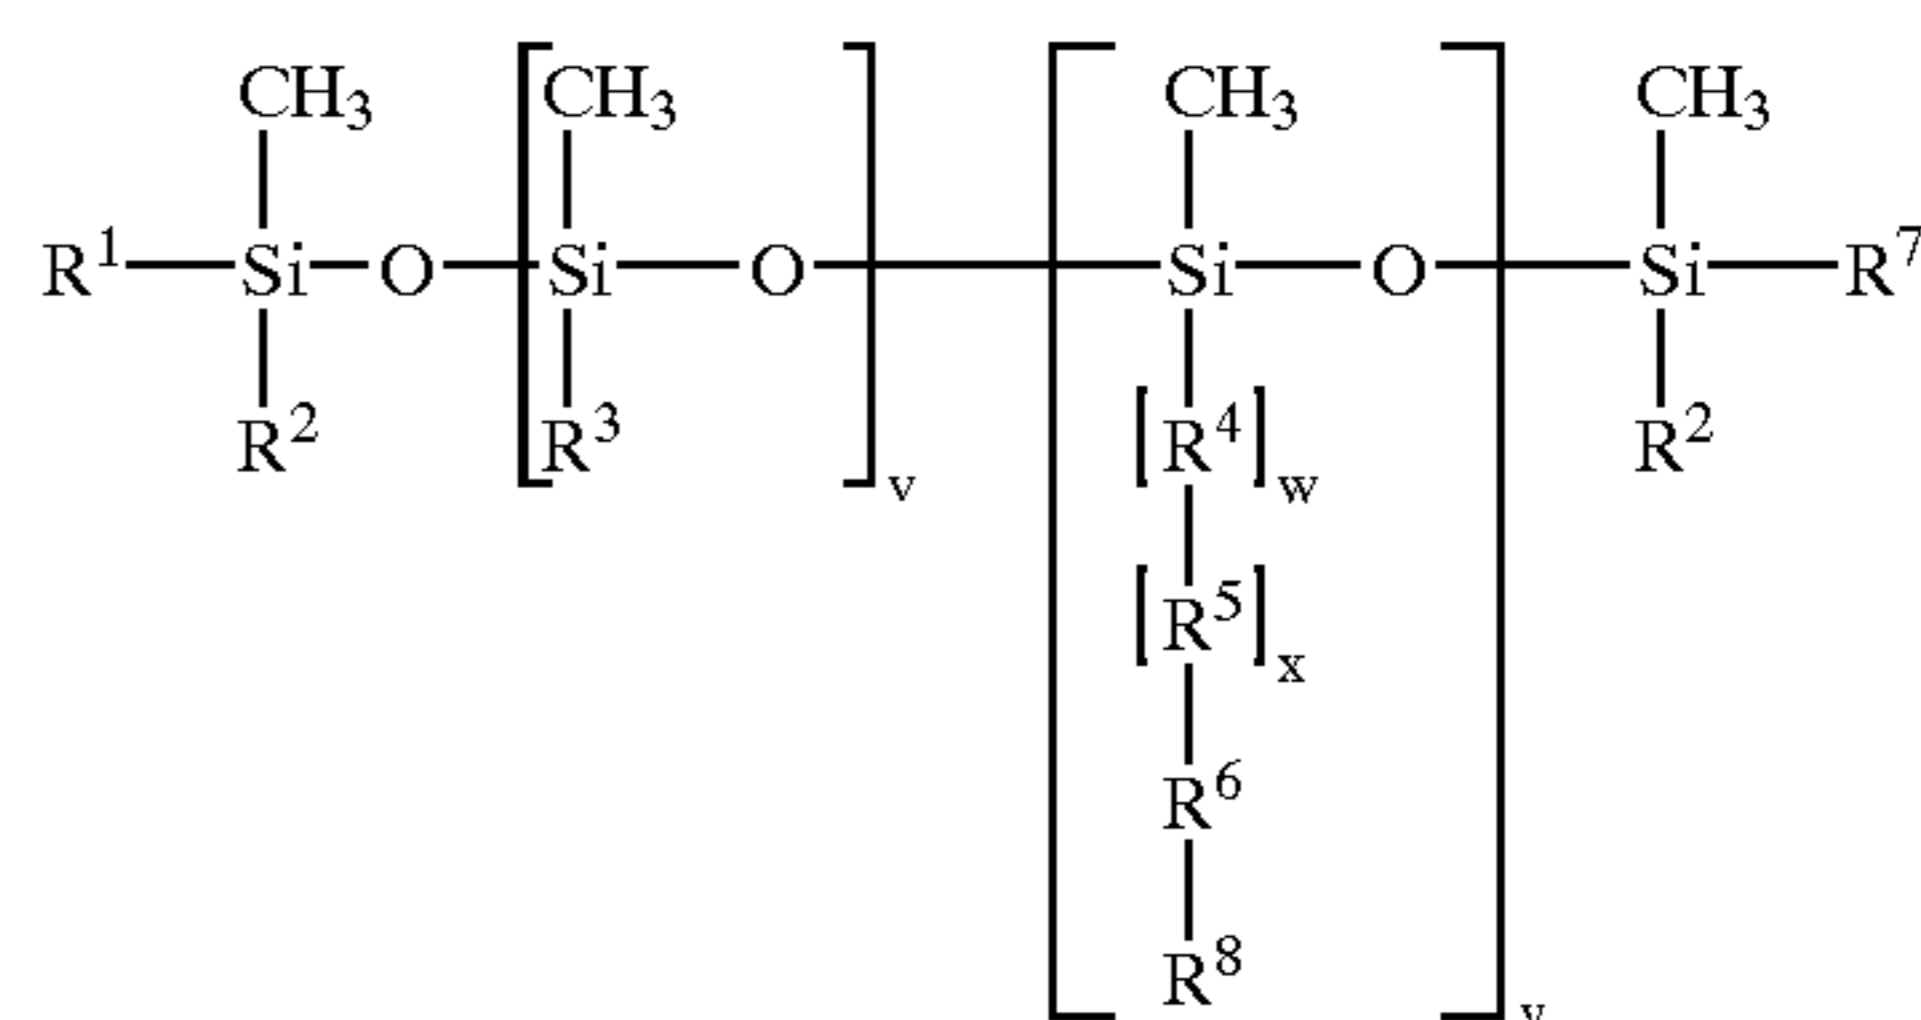 CH₃ [CH₃ ] [CH₃ ] CH₃
R¹—Si—O—Si—O—Si—O—Si—R⁷
R² R³ v [R⁴]w R²
[R⁵]x
R⁶
R⁸